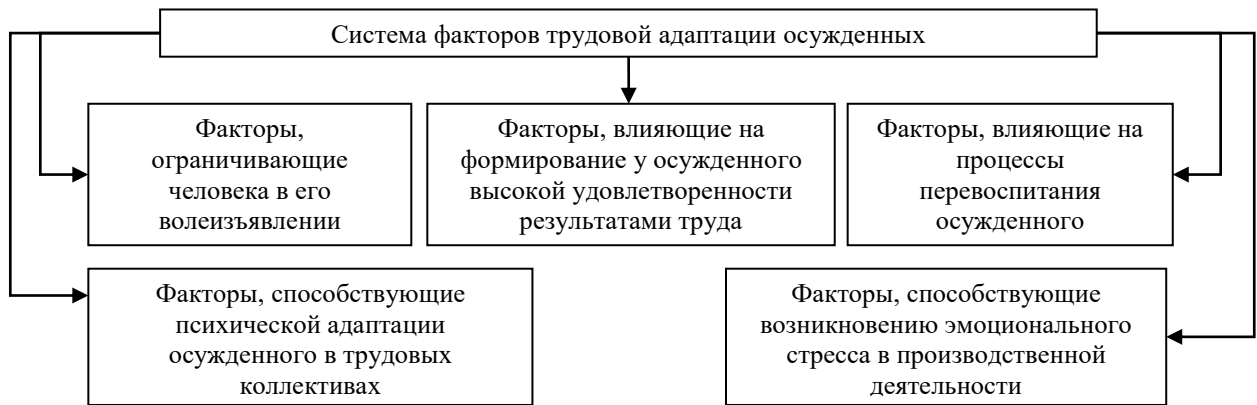 Система факторов трудовой адаптации осужденных
Факторы,
ограничивающие
человека в его
волеизъявлении
Факторы, влияющие на
формирование у осужденного
высокой удовлетворенности
результатами труда
Факторы, влияющие на
процессы
перевоспитания
осужденного
Факторы, способствующие
психической адаптации
осужденного в трудовых
коллективах
Факторы, способствующие
возникновению эмоционального
стресса в производственной
деятельности